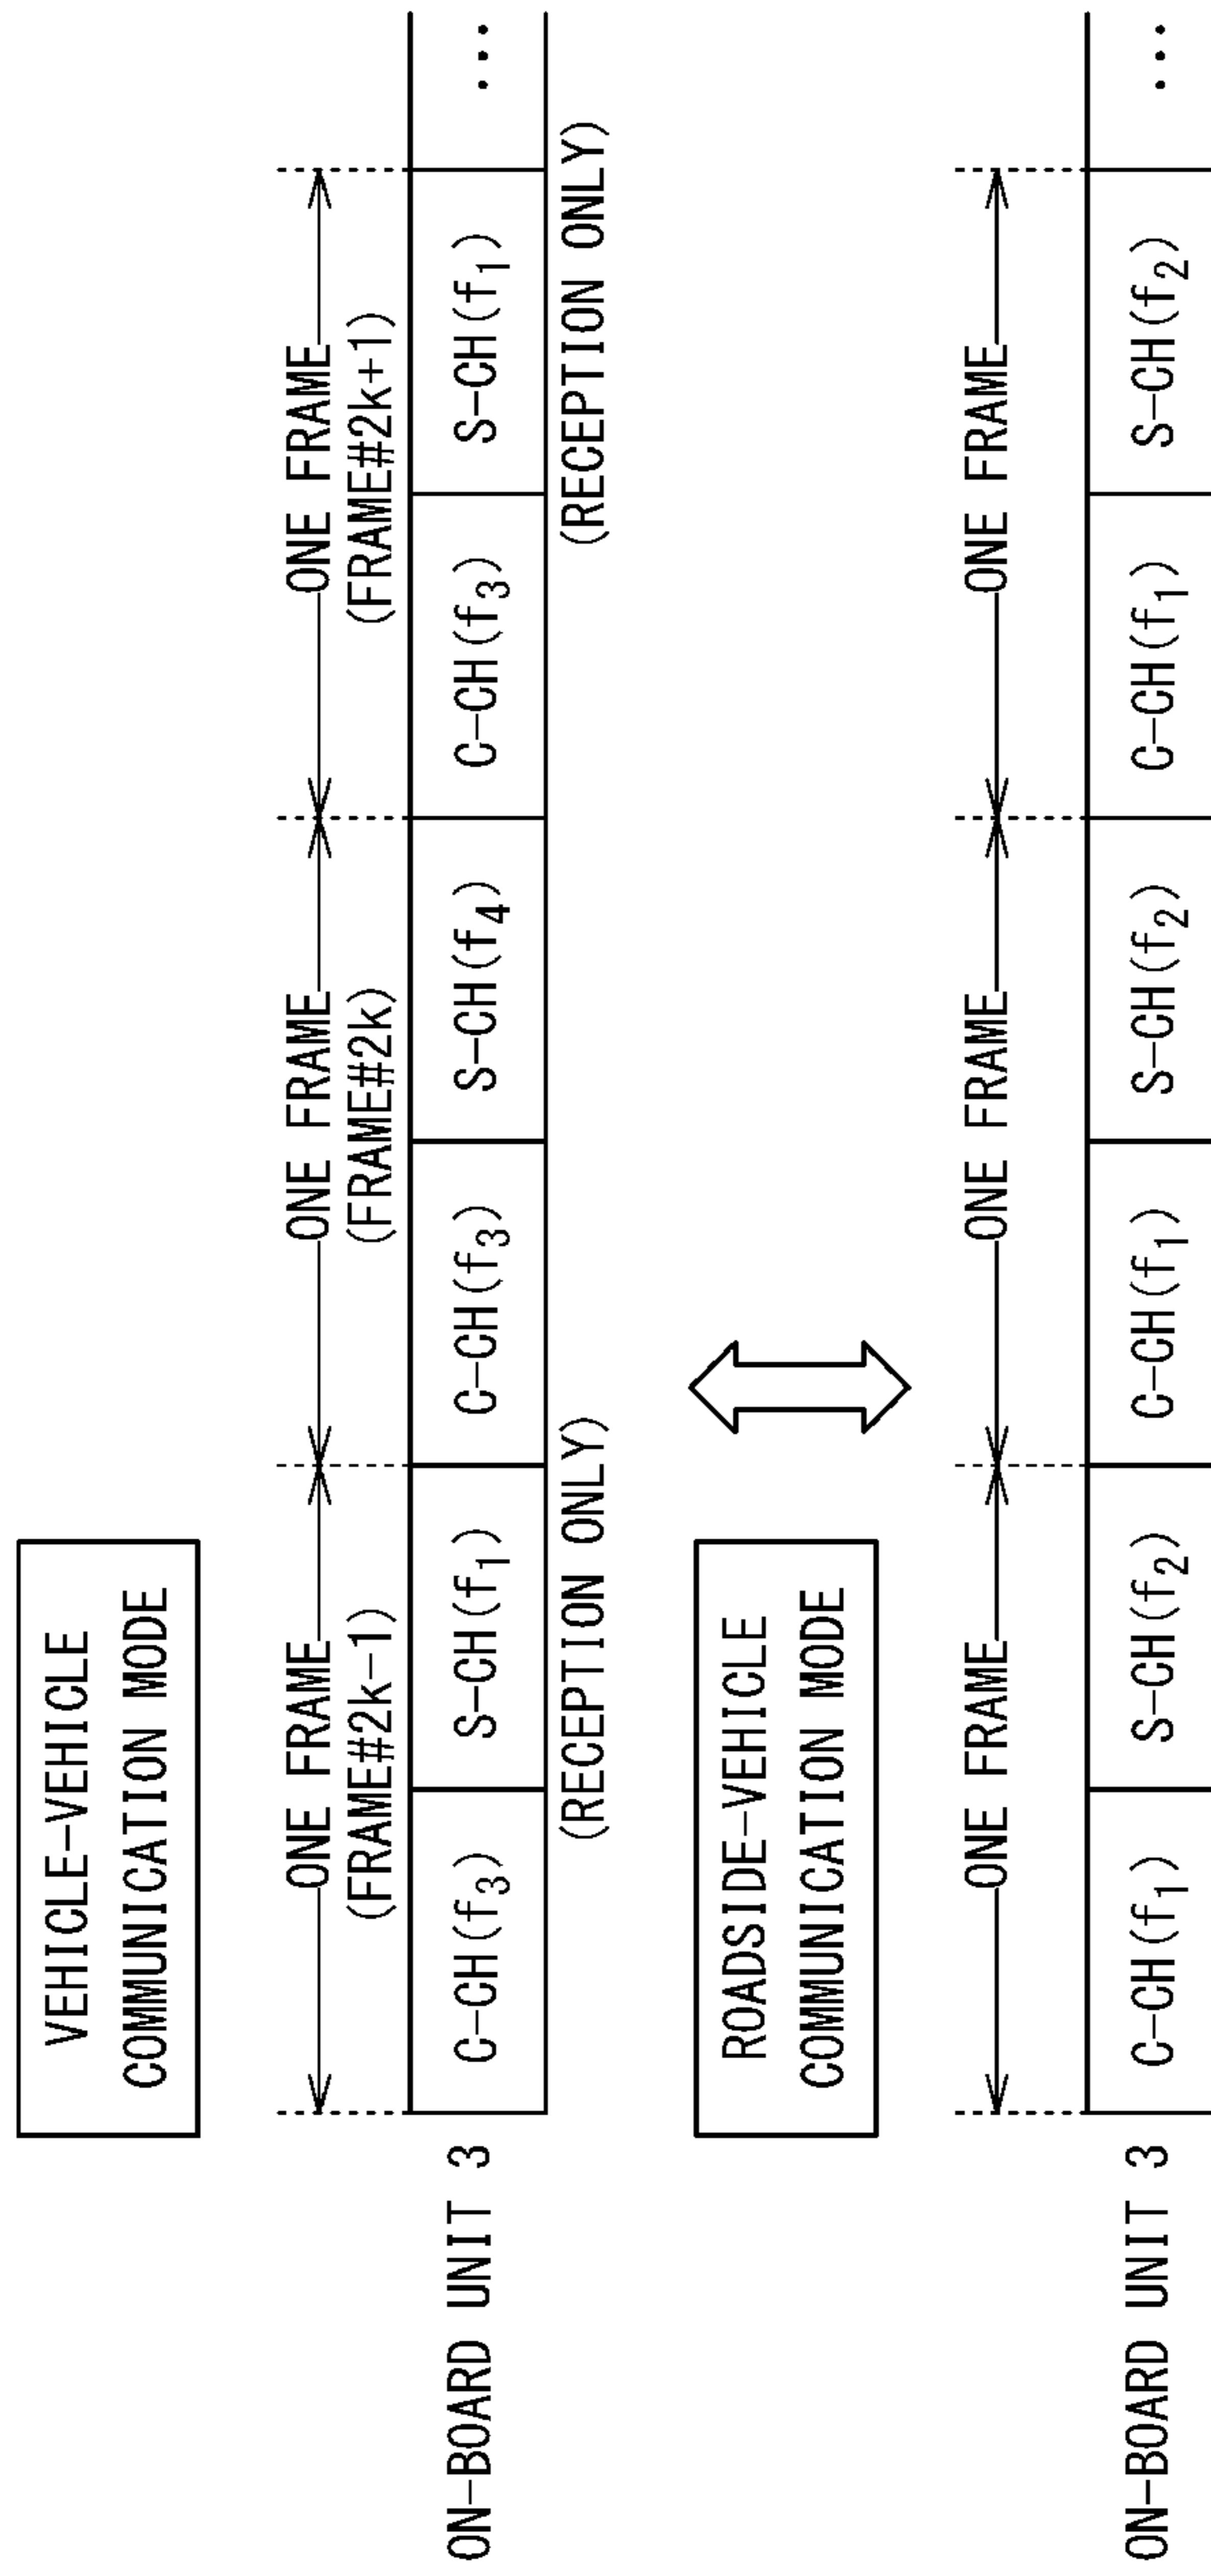 VEHICLE-VEHICLE
COMMUNICATION MODE
ONE FRAME ONE FRAME ONE FRAME
(FRAME#2k-1) (FRAME#2k) (FRAME#2k+1)
ON-BOARD UNIT 3 C-CH(f3) S-CH(f1) C-CH(f3) S-CH(f4) C-CH(f3) S-CH(f1) ...
(RECEPTION ONLY) (RECEPTION ONLY)
ROADSIDE-VEHICLE
COMMUNICATION MODE
ONE FRAME ONE FRAME ONE FRAME
ON-BOARD UNIT 3 C-CH(f1) S-CH(f2) C-CH(f1) S-CH(f2) C-CH(f1) S-CH(f2) ...